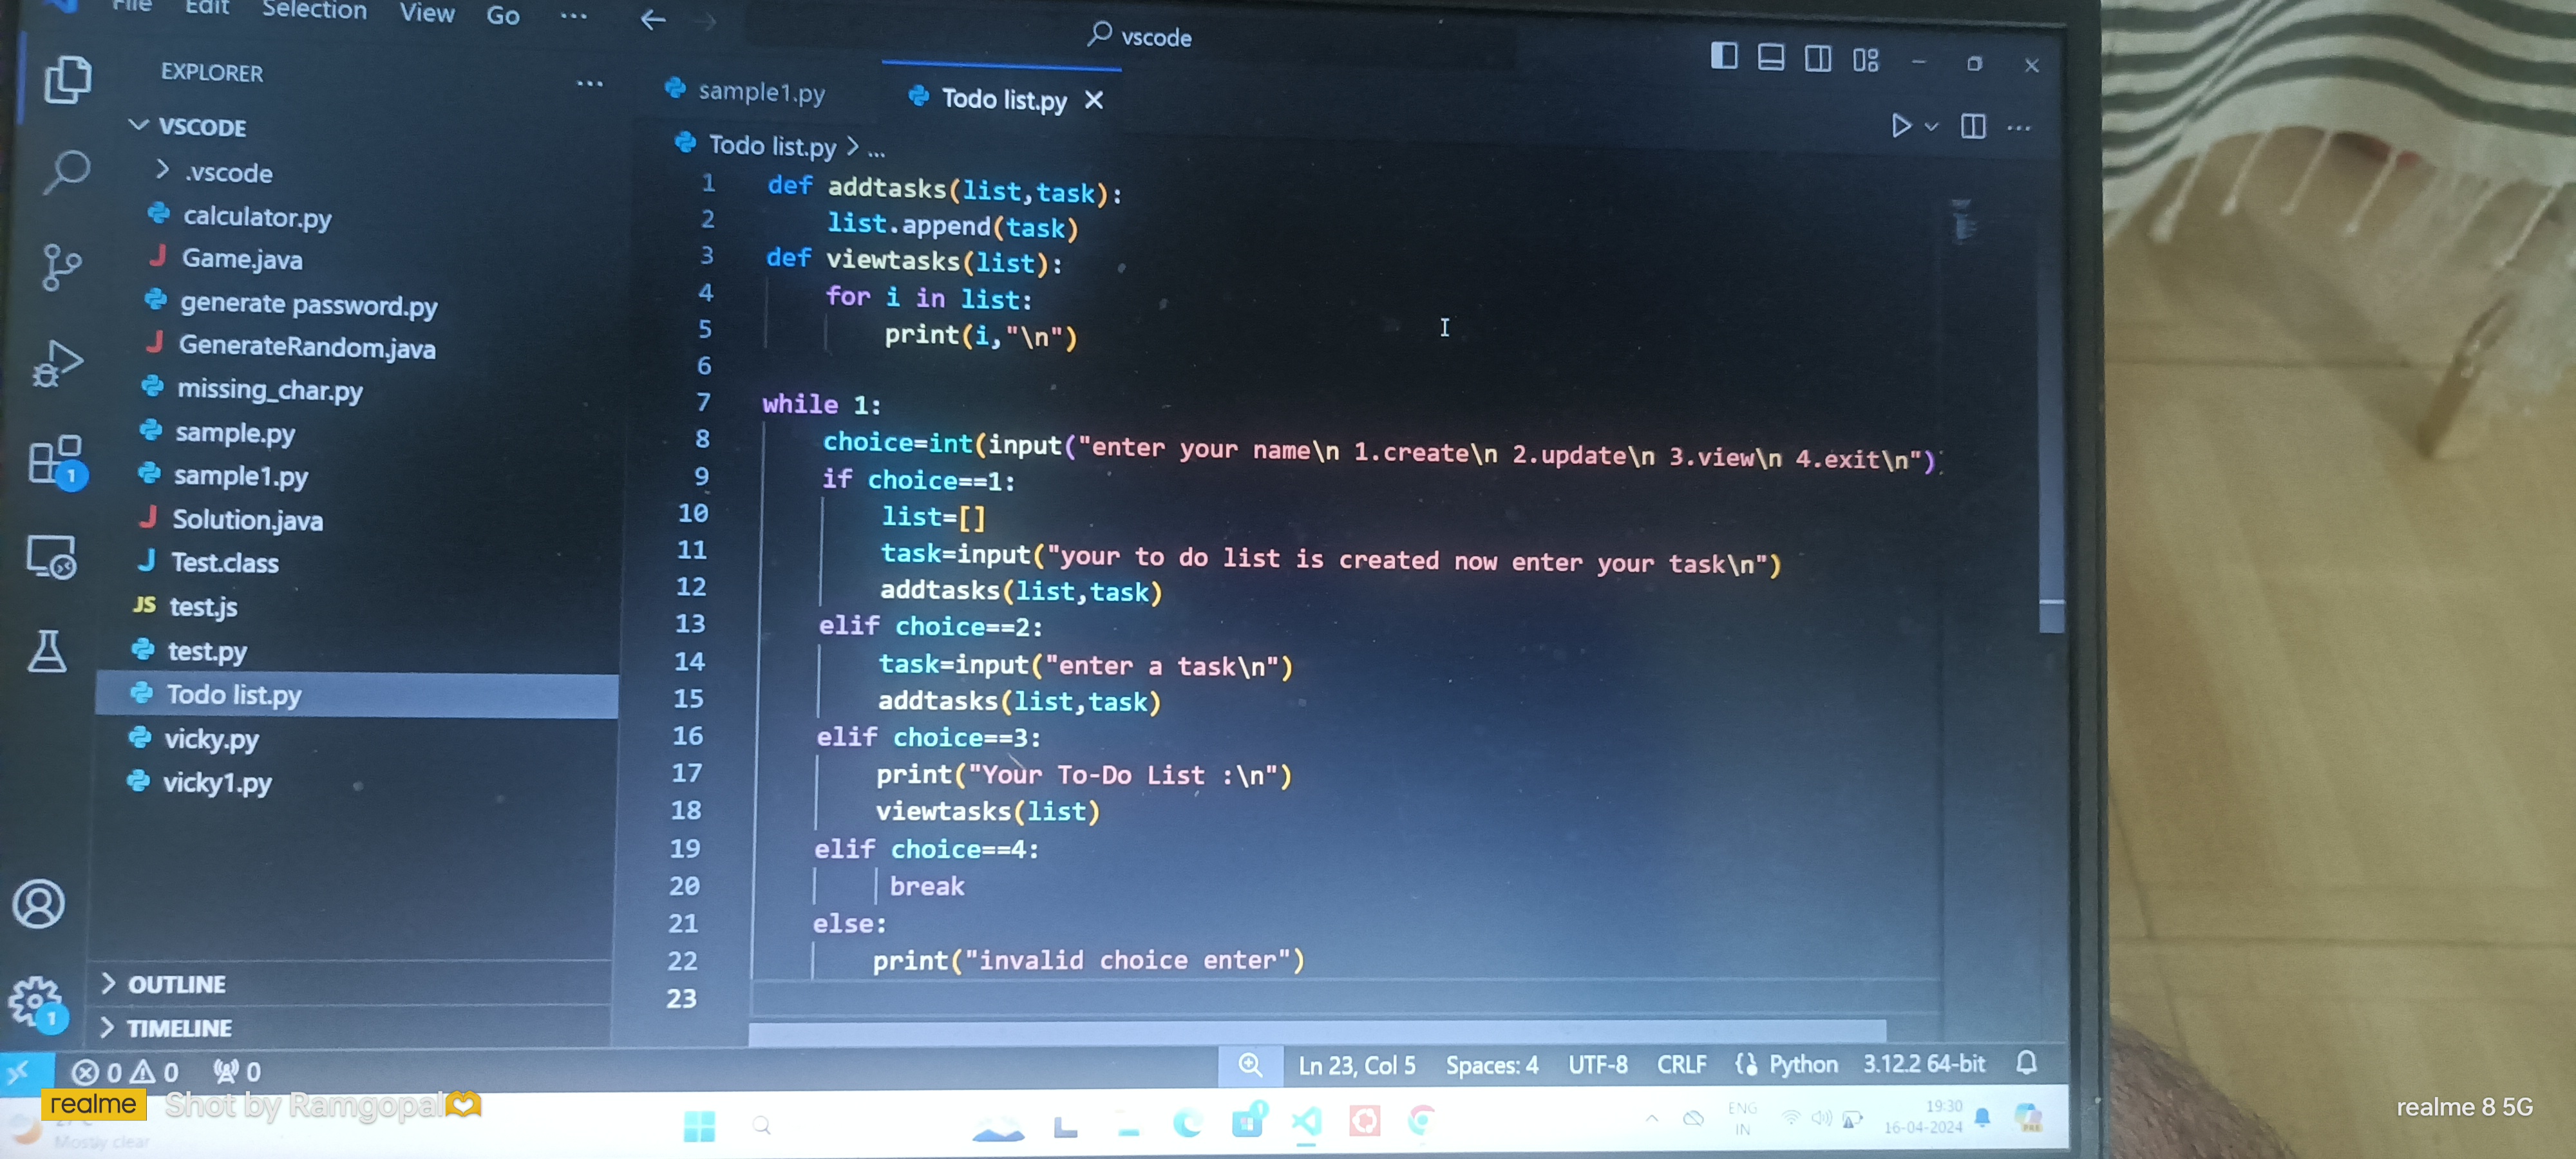 File Edit Selection View Go ...
vscode
EXPLORER
...
sample1.py
Todo list.py
VSCODE
Todo list.py > ...
.vscode
calculator.py
J Game.java
generate password.py
J GenerateRandom.java
missing_char.py
sample.py
sample1.py
J Solution.java
J Test.class
JS test.js
test.py
Todo list.py
vicky.py
vicky1.py
OUTLINE
TIMELINE
1 def addtasks(list,task):
2     list.append(task)
3 def viewtasks(list):
4     for i in list:
5         print(i,"\n")
6
7 while 1:
8     choice=int(input("enter your name\n 1.create\n 2.update\n 3.view\n 4.exit\n")
9     if choice==1:
10         list=[]
11         task=input("your to do list is created now enter your task\n")
12         addtasks(list,task)
13     elif choice==2:
14         task=input("enter a task\n")
15         addtasks(list,task)
16     elif choice==3:
17         print("Your To-Do List :\n")
18         viewtasks(list)
19     elif choice==4:
20         break
21     else:
22         print("invalid choice enter")
23
1
1
0 0 0
Ln 23, Col 5 Spaces: 4 UTF-8 CRLF Python 3.12.2 64-bit
realme Shot by Ramgopal
Mostly clear
ENG
IN
19:30
16-04-2024
realme 8 5G